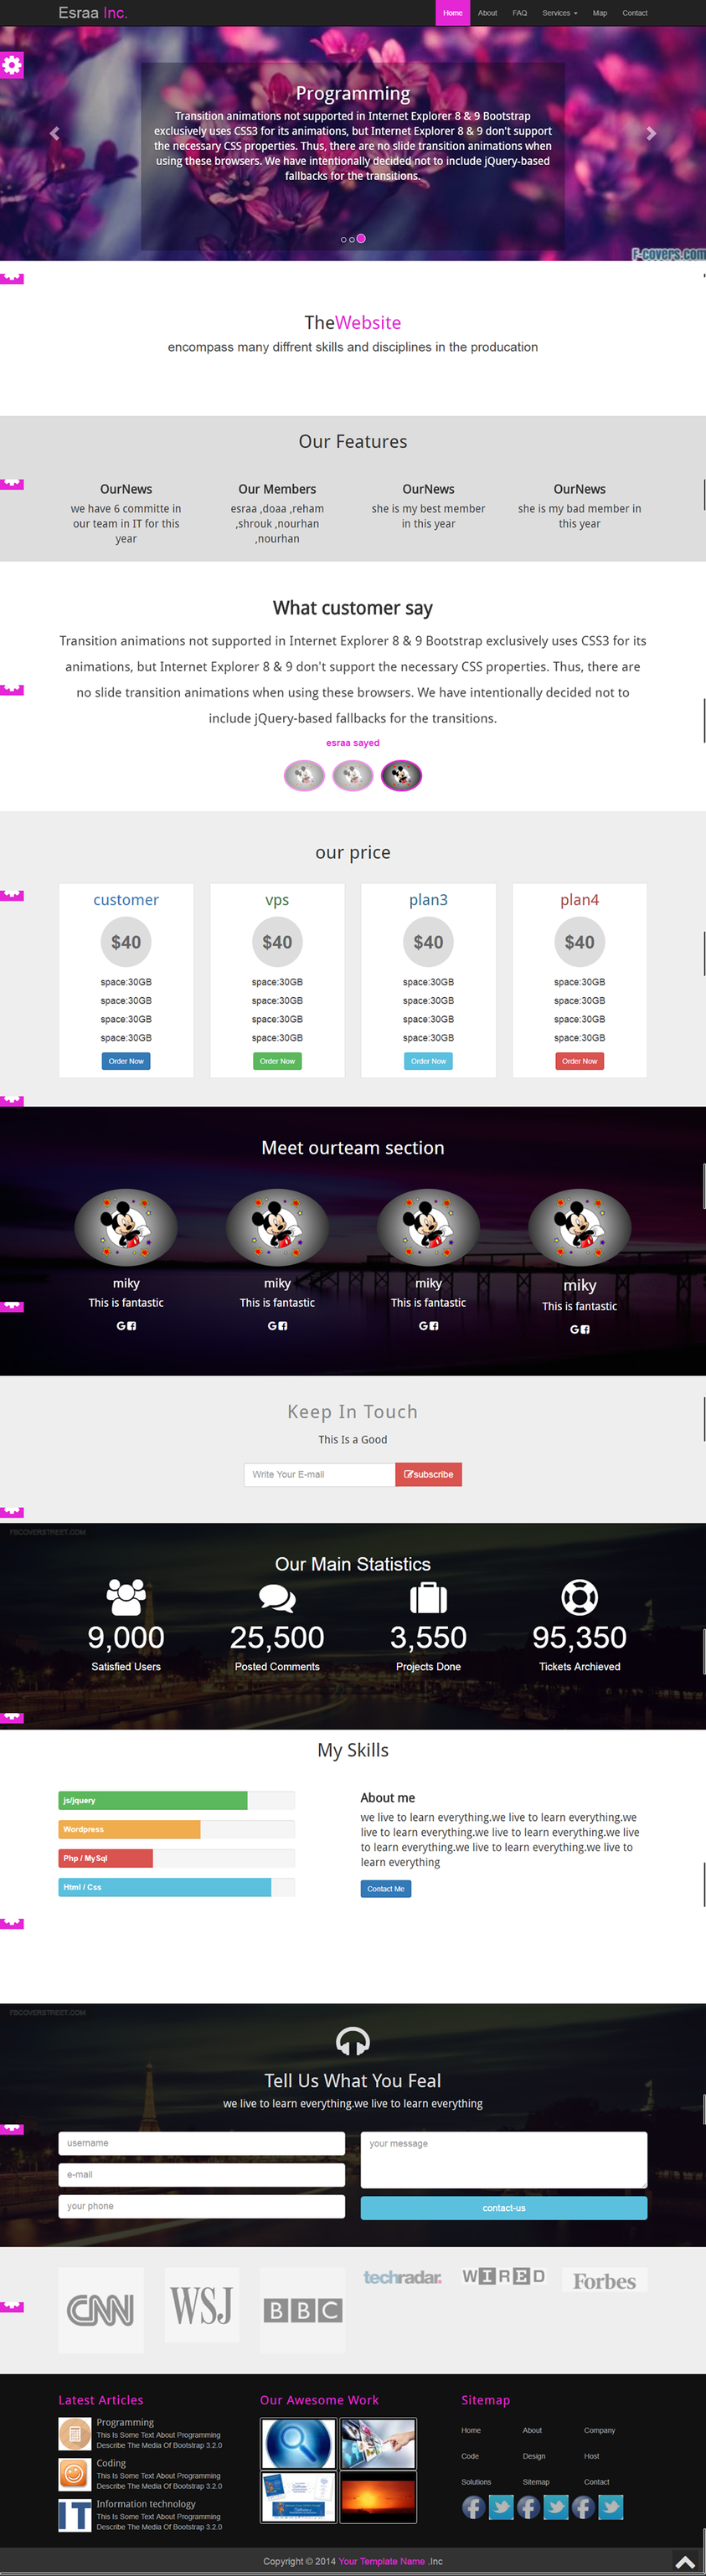 Esraa Inc.
Home About FAQ Services Map Contact
Programming
Transition animations not supported in Internet Explorer 8 & 9 Bootstrap
exclusively uses CSS3 for its animations, but Internet Explorer 8 & 9 don't support
the necessary CSS properties. Thus, there are no slide transition animations when
using these browsers. We have intentionally decided not to include jQuery-based
fallbacks for the transitions.
F-covers.com
TheWebsite
encompass many diffrent skills and disciplines in the producation
Our Features
OurNews
we have 6 committe in
our team in IT for this
year
Our Members
esraa ,doaa ,reham
,shrouk ,nourhan
,nourhan
OurNews
she is my best member
in this year
OurNews
she is my bad member in
this year
What customer say
Transition animations not supported in Internet Explorer 8 & 9 Bootstrap exclusively uses CSS3 for its
animations, but Internet Explorer 8 & 9 don't support the necessary CSS properties. Thus, there are
no slide transition animations when using these browsers. We have intentionally decided not to
include jQuery-based fallbacks for the transitions.
esraa sayed
our price
customer
$40
space:30GB
space:30GB
space:30GB
space:30GB
Order Now
vps
$40
space:30GB
space:30GB
space:30GB
space:30GB
Order Now
plan3
$40
space:30GB
space:30GB
space:30GB
space:30GB
Order Now
plan4
$40
space:30GB
space:30GB
space:30GB
space:30GB
Order Now
Meet ourteam section
miky
This is fantastic
miky
This is fantastic
miky
This is fantastic
miky
This is fantastic
Keep In Touch
This Is a Good
Write Your E-mail
subscribe
FBCOVERSTREET.COM
Our Main Statistics
9,000
Satisfied Users
25,500
Posted Comments
3,550
Projects Done
95,350
Tickets Archieved
My Skills
js/jquery
Wordpress
Php / MySql
Html / Css
About me
we live to learn everything.we live to learn everything.we
live to learn everything.we live to learn everything.we live
to learn everything.we live to learn everything.we live to
learn everything
Contact Me
FBCOVERSTREET.COM
Tell Us What You Feal
we live to learn everything.we live to learn everything
username
e-mail
your phone
your message
contact-us
CNN
WSJ
BBC
techradar.
WIRED
Forbes
Latest Articles
Programming
This Is Some Text About Programming
Describe The Media Of Bootstrap 3.2.0
Coding
This Is Some Text About Programming
Describe The Media Of Bootstrap 3.2.0
IT
Information technology
This Is Some Text About Programming
Describe The Media Of Bootstrap 3.2.0
Our Awesome Work
Sitemap
Home About Company
Code Design Host
Solutions Sitemap Contact
Copyright © 2014 Your Template Name .Inc